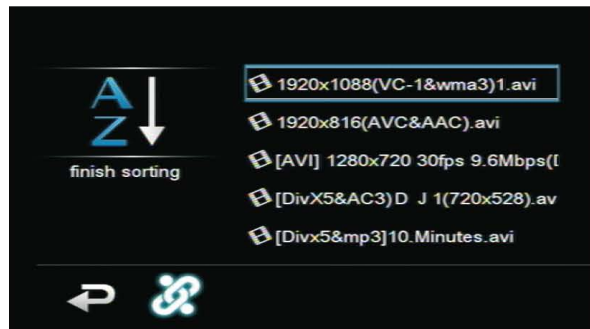 A
Z
finish sorting
1920x1088(VC-1&wma3)1.avi
1920x816(AVC&AAC).avi
[AVI] 1280x720 30fps 9.6Mbps([
[DivX5&AC3) D J 1(720x528).av
[Divx5&mp3]10.Minutes.avi